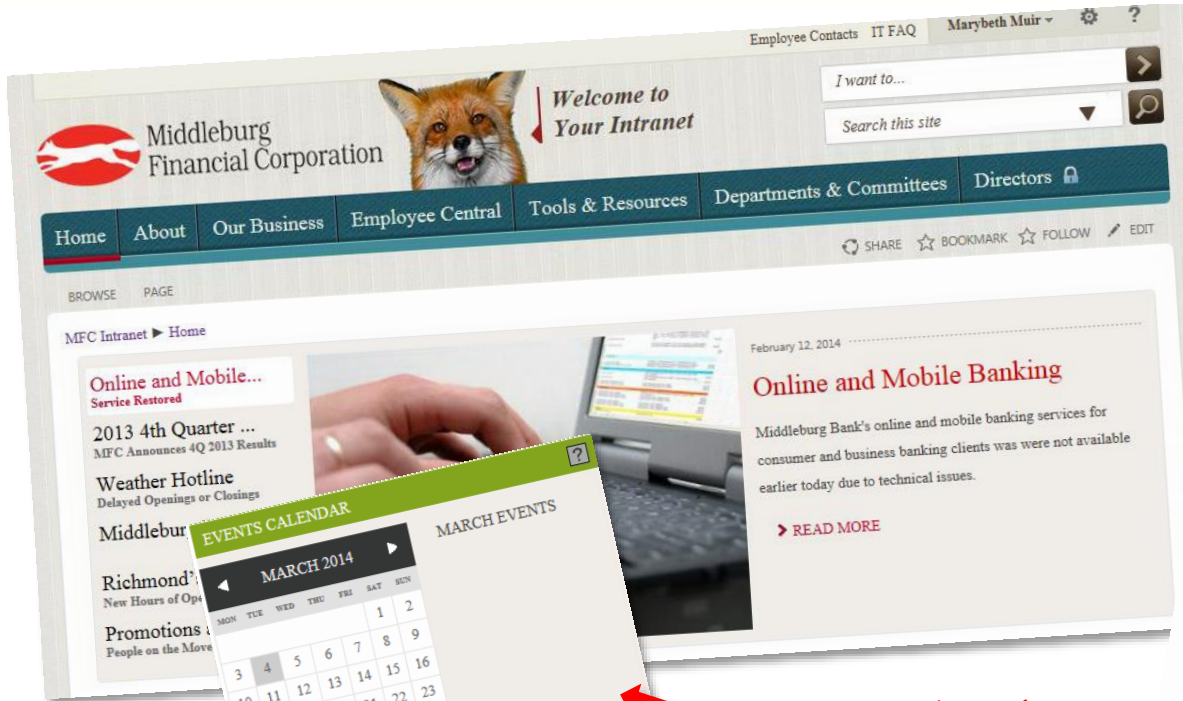 Employee Contacts IT FAQ Marybeth Muir ?
Middleburg
Financial Corporation
Welcome to
Your Intranet
I want to...
Search this site
Home About Our Business Employee Central Tools & Resources Departments & Committees Directors
SHARE BOOKMARK FOLLOW EDIT
BROWSE PAGE
MFC Intranet ► Home
Online and Mobile...
Service Restored
2013 4th Quarter ...
MFC Announces 4Q 2013 Results
Weather Hotline
Delayed Openings or Closings
Middlebur
Richmond's
New Hours of Ope
Promotions
People on the Move
February 12, 2014
Online and Mobile Banking
Middleburg Bank's online and mobile banking services for
consumer and business banking clients was were not available
earlier today due to technical issues.
READ MORE
EVENTS CALENDAR ?
◄ MARCH 2014 ►
MON TUE WED THU FRI SAT SUN
1 2
3 4 5 6 7 8 9
10 11 12 13 14 15 16
22 23
MARCH EVENTS